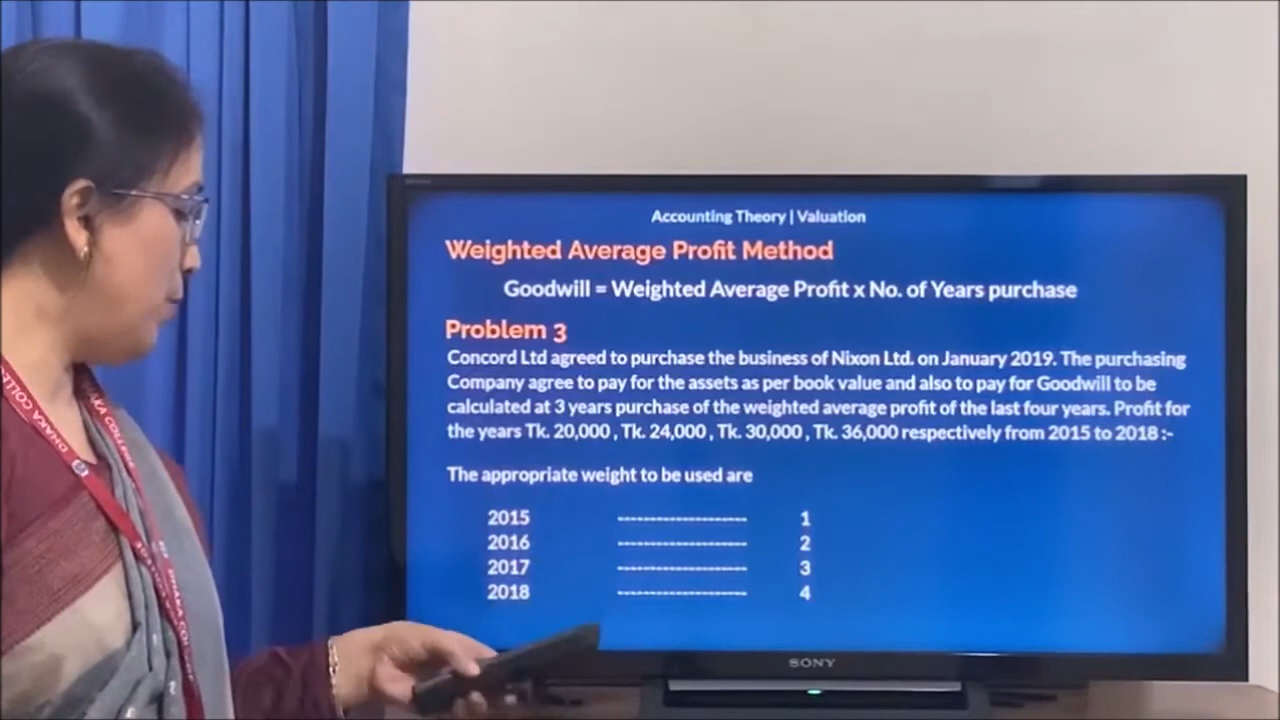 Accounting Theory | Valuation
Weighted Average Profit Method
Goodwill = Weighted Average Profit x No. of Years purchase
Problem 3
Concord Ltd agreed to purchase the business of Nixon Ltd. on January 2019. The purchasing
Company agree to pay for the assets as per book value and also to pay for Goodwill to be
calculated at 3 years purchase of the weighted average profit of the last four years. Profit for
the years Tk. 20,000 , Tk. 24,000 , Tk. 30,000 , Tk. 36,000 respectively from 2015 to 2018 :-
The appropriate weight to be used are
2015 -------------------- 1
2016 -------------------- 2
2017 -------------------- 3
2018 -------------------- 4
SONY
DHAKA COLLEGE